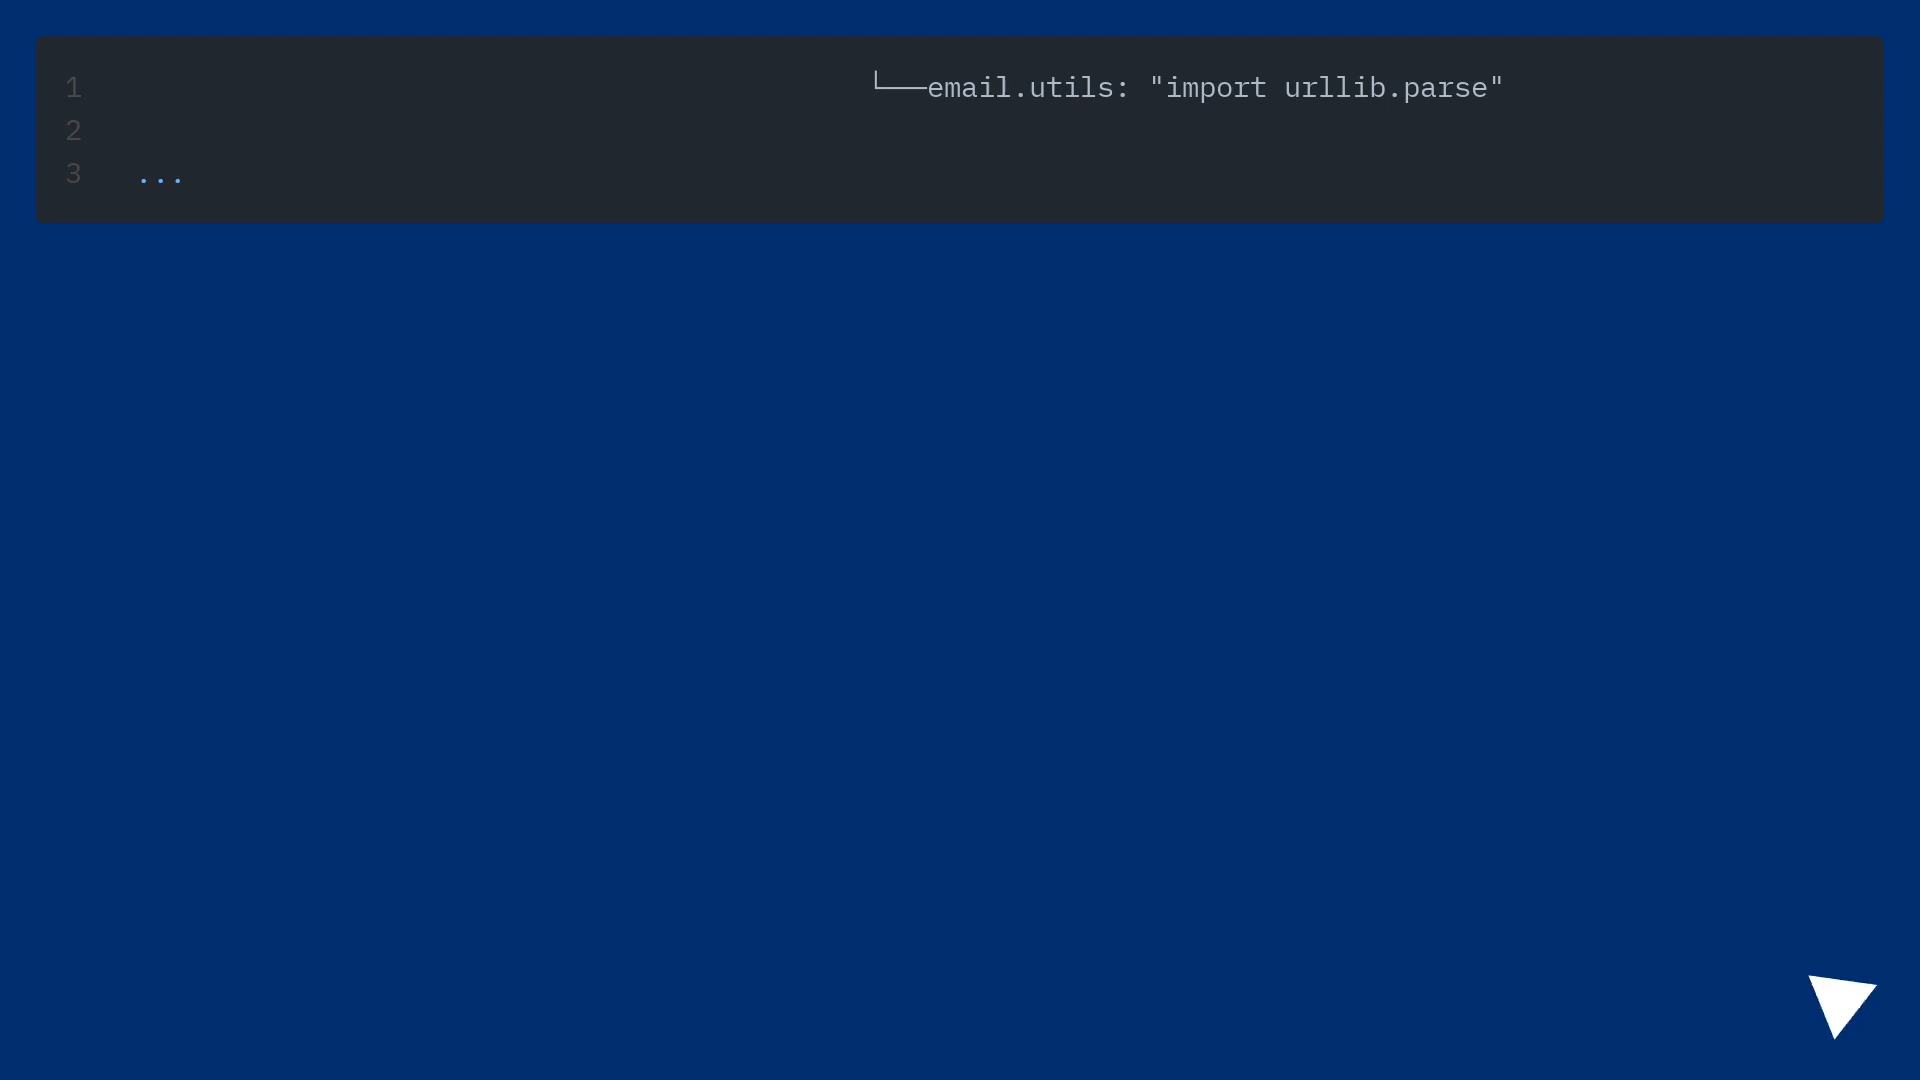 1 └──email.utils: "import urllib.parse"
2
3 ...